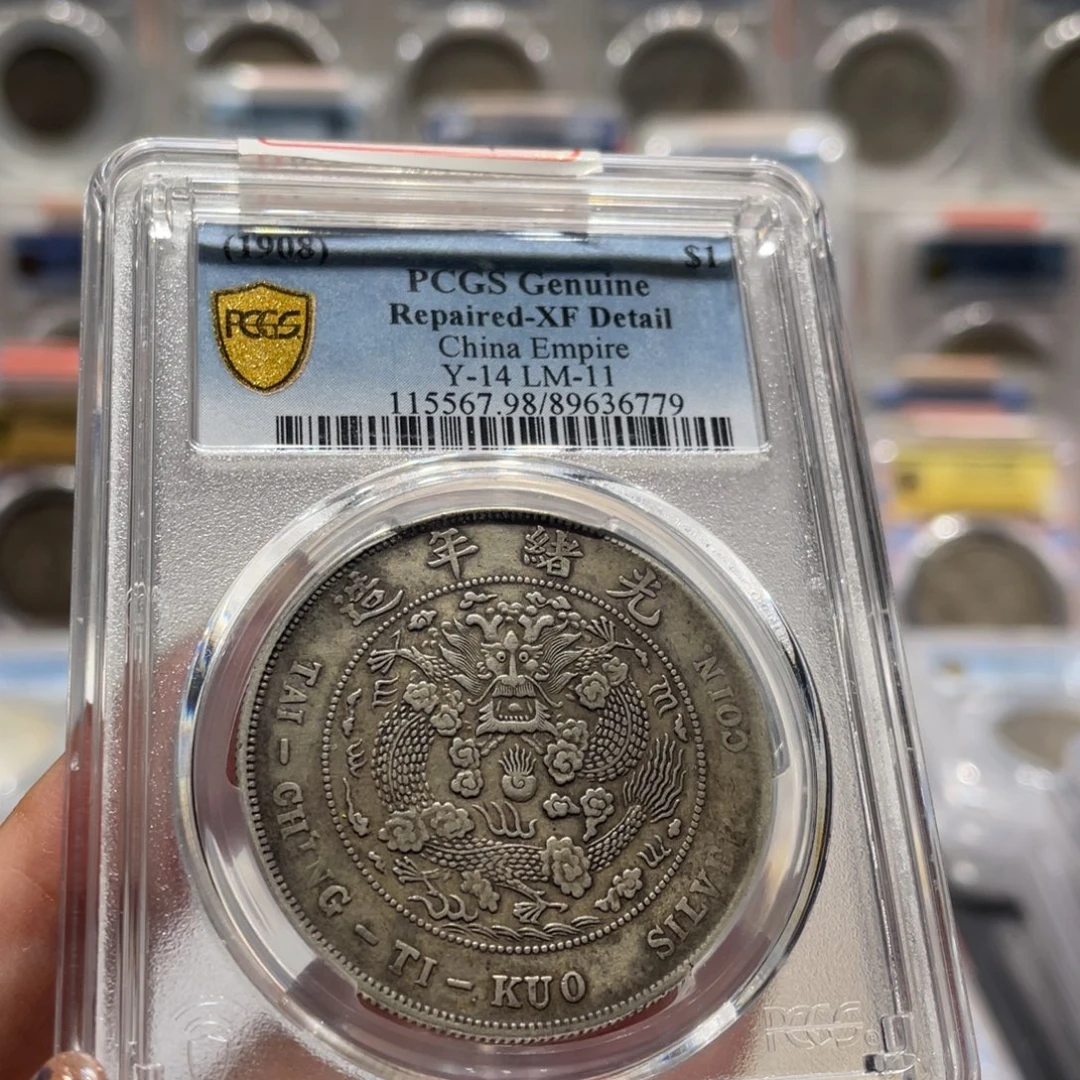 (1908) $1
PCGS Genuine
Repaired-XF Detail
China Empire
Y-14 LM-11
115567.98/89636779
PCGS
光緒年造
TAI-CHING-TI-KUO SILVER COIN.
PCGS